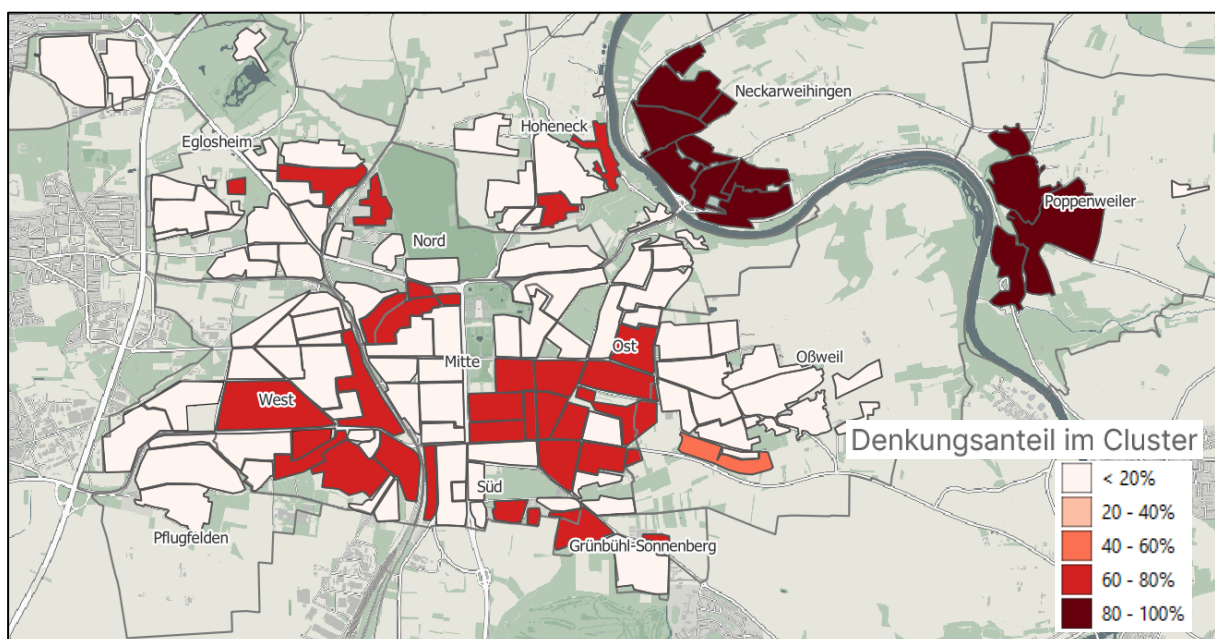 Neckarweihingen
Hoheneck
Eglosheim
Poppenweiler
Nord
Ost
Mitte
Oßweil
West
Süd
Pflugfelden
Grünbühl-Sonnenberg
Denkungsanteil im Cluster
< 20%
20 - 40%
40 - 60%
60 - 80%
80 - 100%